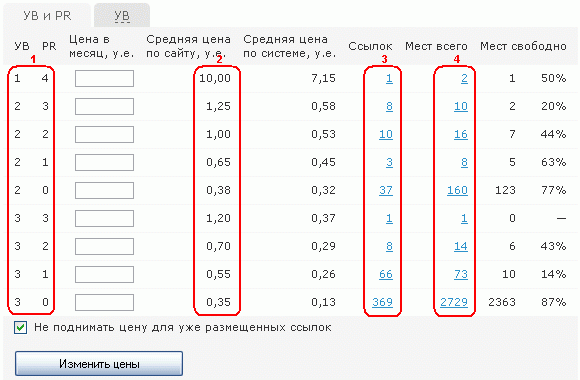 УВ и PR УВ
УВ PR Цена в месяц, у.е. Средняя цена по сайту, у.е. Средняя цена по системе, у.е. Ссылок Мест всего Мест свободно
1 2 3 4
1 4 10,00 7,15 1 2 1 50%
2 3 1,25 0,58 8 10 2 20%
2 2 1,00 0,53 10 16 7 44%
2 1 0,65 0,45 3 8 5 63%
2 0 0,38 0,32 37 160 123 77%
3 3 1,20 0,37 1 1 0 —
3 2 0,70 0,29 8 14 6 43%
3 1 0,55 0,26 66 73 10 14%
3 0 0,35 0,13 369 2729 2363 87%
Не поднимать цену для уже размещенных ссылок
Изменить цены